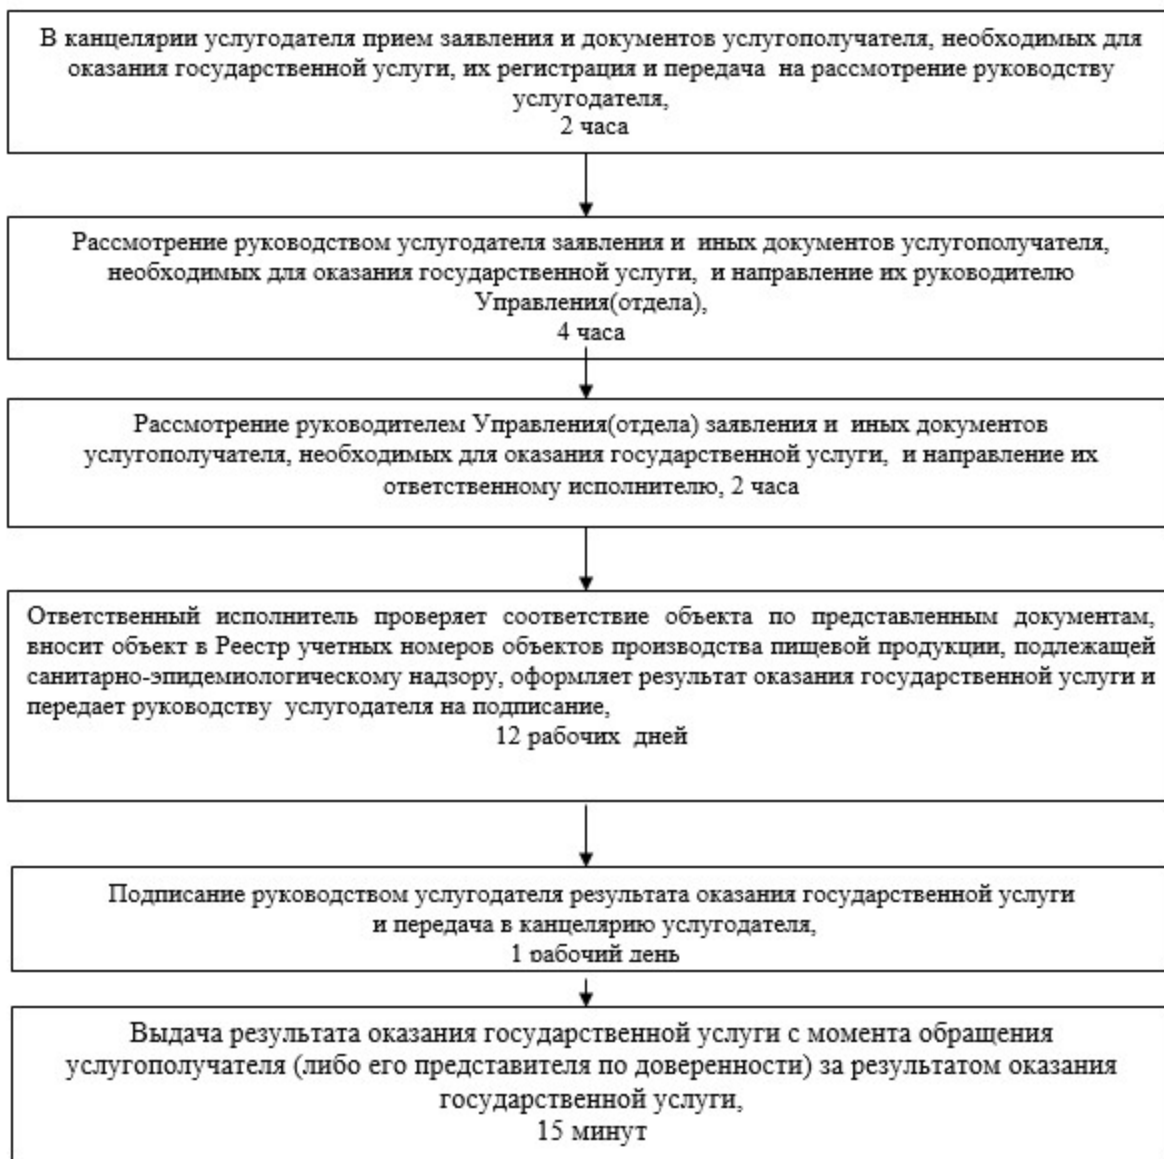 В канцелярии услугодателя прием заявления и документов услугополучателя, необходимых для
оказания государственной услуги, их регистрация и передача на рассмотрение руководству
услугодателя,
2 часа
Рассмотрение руководством услугодателя заявления и иных документов услугополучателя,
необходимых для оказания государственной услуги, и направление их руководителю
Управления(отдела),
4 часа
Рассмотрение руководителем Управления(отдела) заявления и иных документов
услугополучателя, необходимых для оказания государственной услуги, и направление их
ответственному исполнителю, 2 часа
Ответственный исполнитель проверяет соответствие объекта по представленным документам,
вносит объект в Реестр учетных номеров объектов производства пищевой продукции, подлежащей
санитарно-эпидемиологическому надзору, оформляет результат оказания государственной услуги и
передает руководству услугодателя на подписание,
12 рабочих дней
Подписание руководством услугодателя результата оказания государственной услуги
и передача в канцелярию услугодателя,
1 рабочий день
Выдача результата оказания государственной услуги с момента обращения
услугополучателя (либо его представителя по доверенности) за результатом оказания
государственной услуги,
15 минут